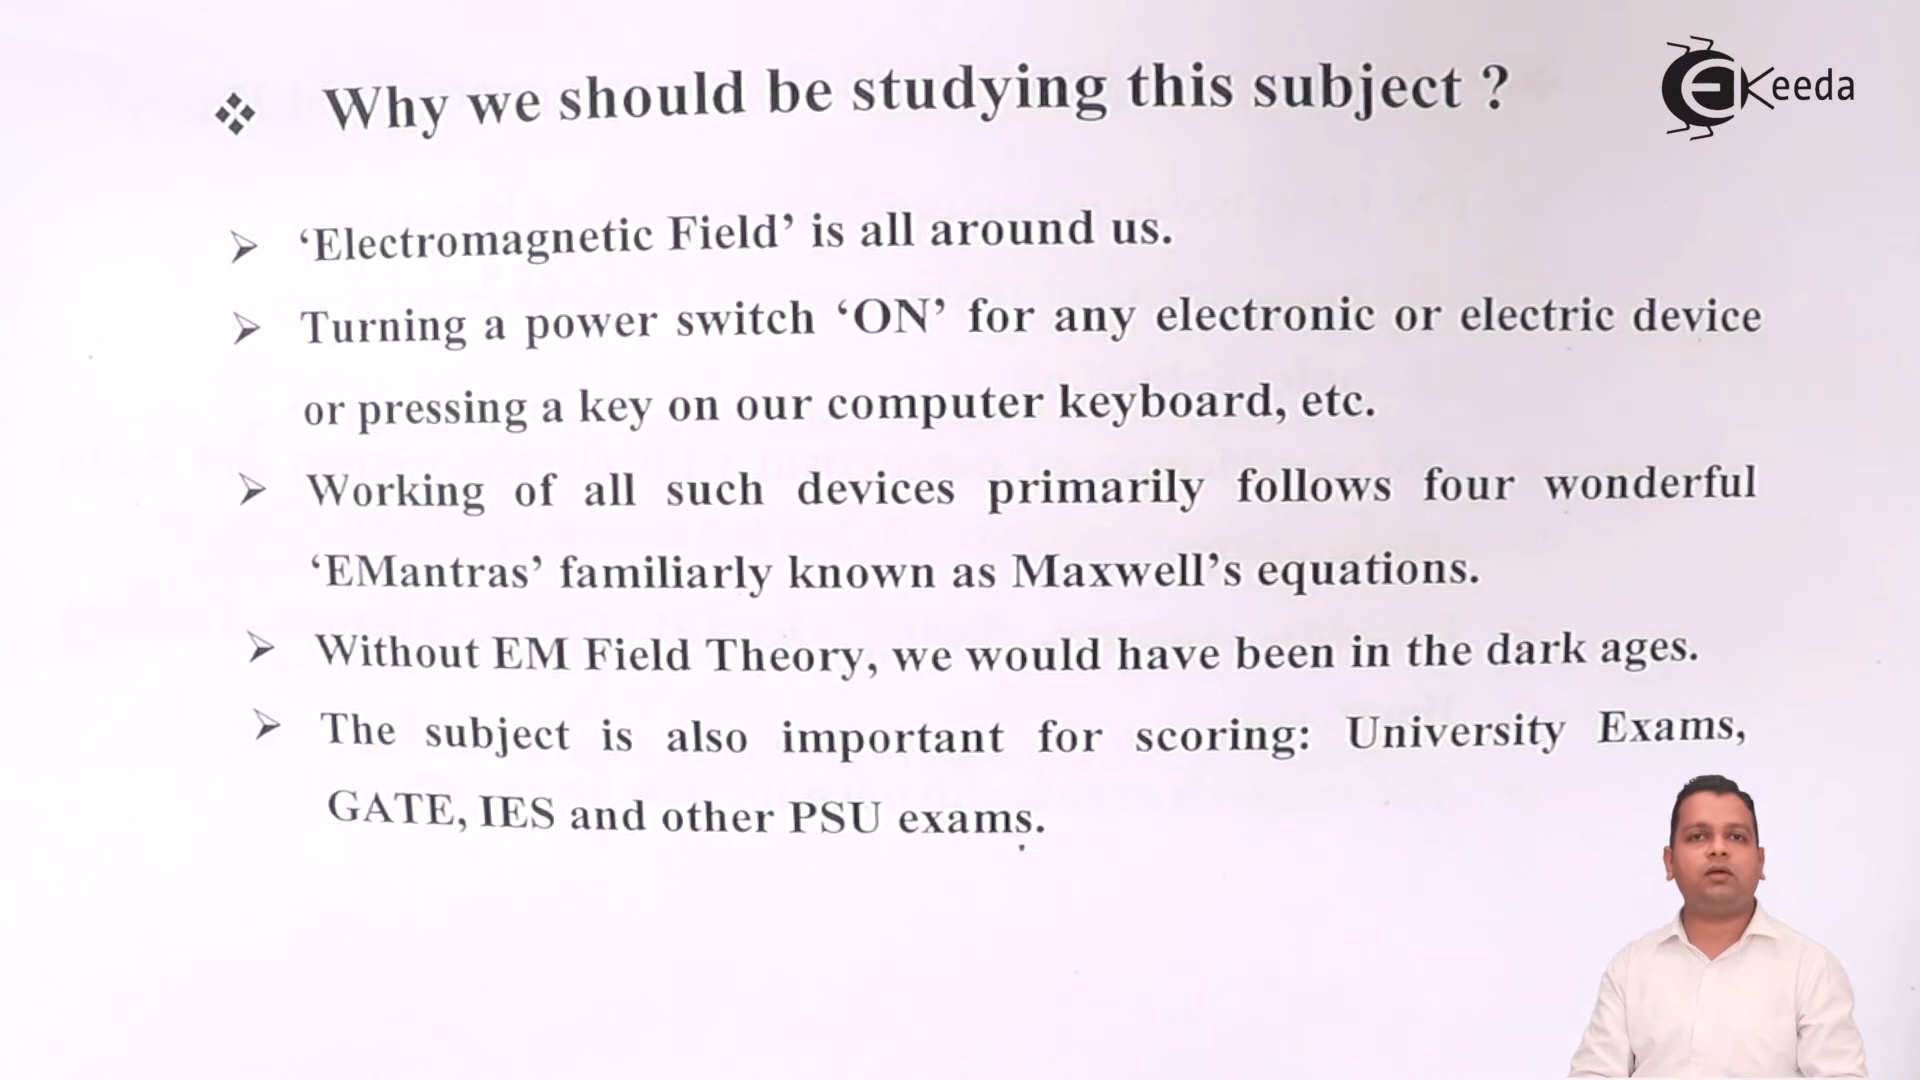 ❖ Why we should be studying this subject ?
EKeeda
➢ ‘Electromagnetic Field’ is all around us.
➢ Turning a power switch ‘ON’ for any electronic or electric device
or pressing a key on our computer keyboard, etc.
➢ Working of all such devices primarily follows four wonderful
‘EMantras’ familiarly known as Maxwell’s equations.
➢ Without EM Field Theory, we would have been in the dark ages.
➢ The subject is also important for scoring: University Exams,
GATE, IES and other PSU exams.